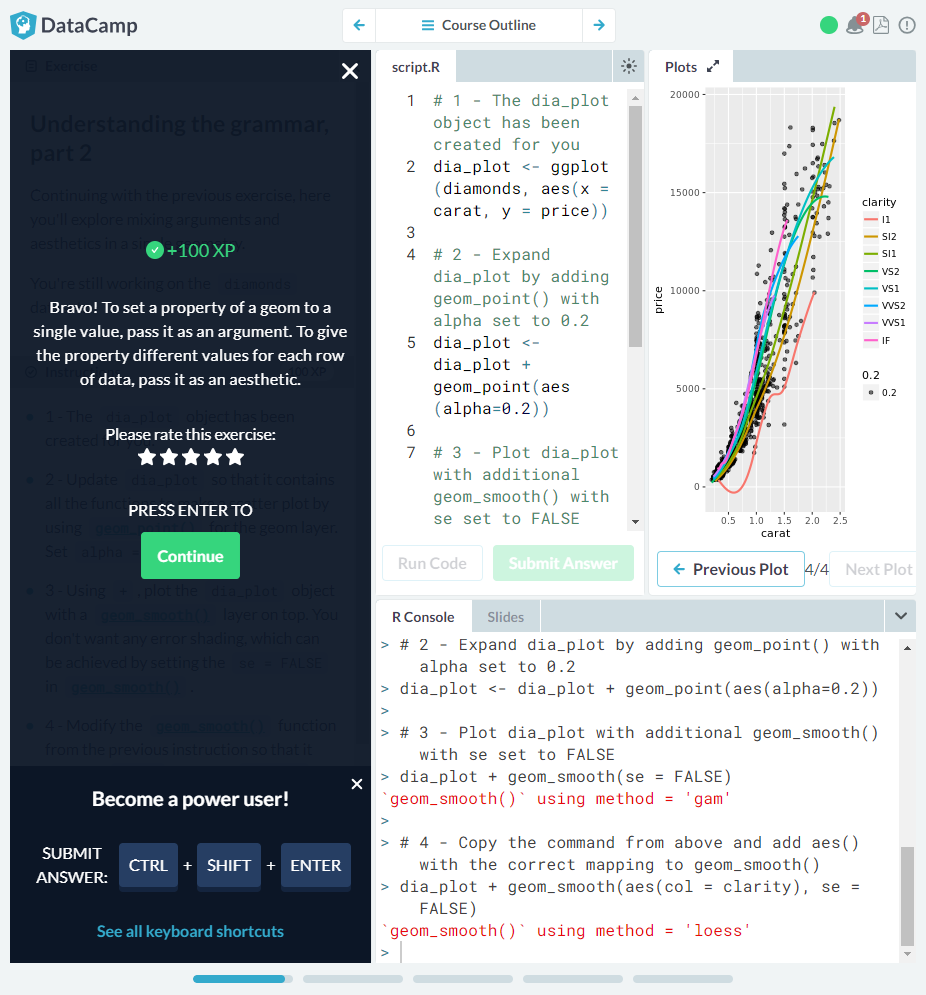 DataCamp
Course Outline
1
Exercise
Understanding the grammar,
part 2
Continuing with the previous exercise, here
you'll explore mixing arguments and
aesthetics in a single geometry.
You're still working on the diamonds
+100 XP
Bravo! To set a property of a geom to a
single value, pass it as an argument. To give
the property different values for each row
of data, pass it as an aesthetic.
100 XP
1 - The dia_plot object has been
created
Please rate this exercise:
2 - Update dia_plot so that it contains
all the functions to make a scatter plot by
using geom_point() for the geom layer.
Set alpha
PRESS ENTER TO
Continue
3 - Using + , plot the dia_plot object
with a geom_smooth() layer on top. You
don't want any error shading, which can
be achieved by setting the se = FALSE
in geom_smooth() .
4 - Modify the geom_smooth() function
from the previous instruction so that it
Become a power user!
SUBMIT
ANSWER:
CTRL + SHIFT + ENTER
See all keyboard shortcuts
script.R
1 # 1 - The dia_plot
object has been
created for you
2 dia_plot <- ggplot
(diamonds, aes(x =
carat, y = price))
3
4 # 2 - Expand
dia_plot by adding
geom_point() with
alpha set to 0.2
5 dia_plot <-
dia_plot +
geom_point(aes
(alpha=0.2))
6
7 # 3 - Plot dia_plot
with additional
geom_smooth() with
se set to FALSE
Run Code
Submit Answer
Plots
20000
15000
10000
5000
0
price
0.5 1.0 1.5 2.0 2.5
carat
clarity
I1
SI2
SI1
VS2
VS1
VVS2
VVS1
IF
0.2
0.2
Previous Plot
4/4
Next Plot
R Console
Slides
> # 2 - Expand dia_plot by adding geom_point() with
alpha set to 0.2
> dia_plot <- dia_plot + geom_point(aes(alpha=0.2))
>
> # 3 - Plot dia_plot with additional geom_smooth()
with se set to FALSE
> dia_plot + geom_smooth(se = FALSE)
`geom_smooth()` using method = 'gam'
>
> # 4 - Copy the command from above and add aes()
with the correct mapping to geom_smooth()
> dia_plot + geom_smooth(aes(col = clarity), se =
FALSE)
`geom_smooth()` using method = 'loess'
>